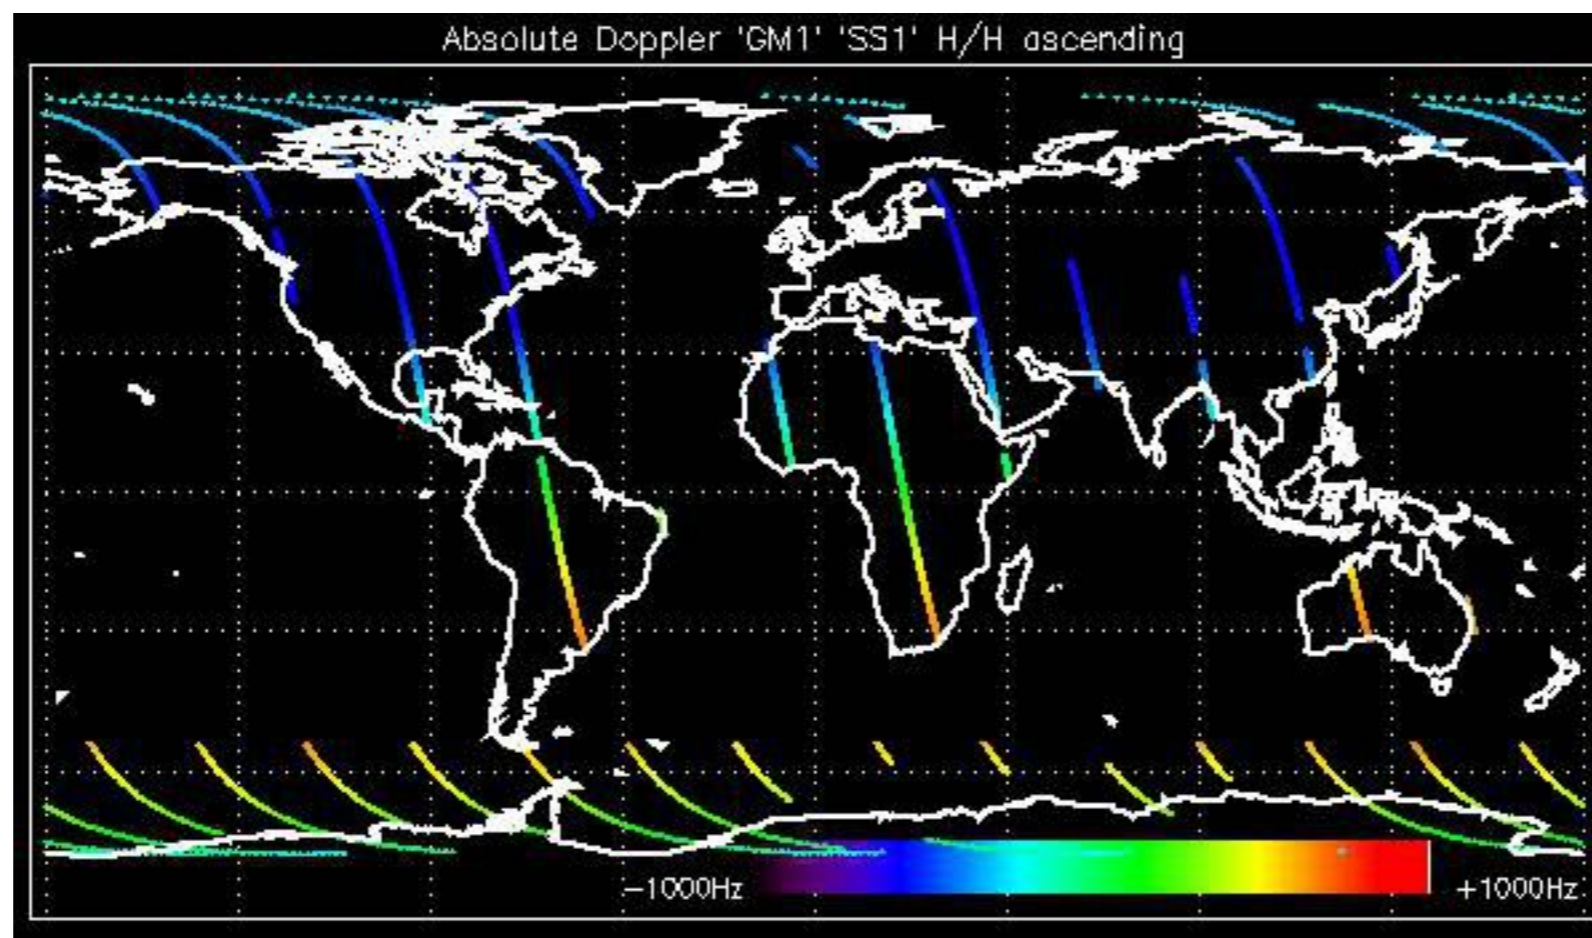 Absolute Doppler 'GM1' 'SS1' H/H ascending
−1000Hz
+1000Hz